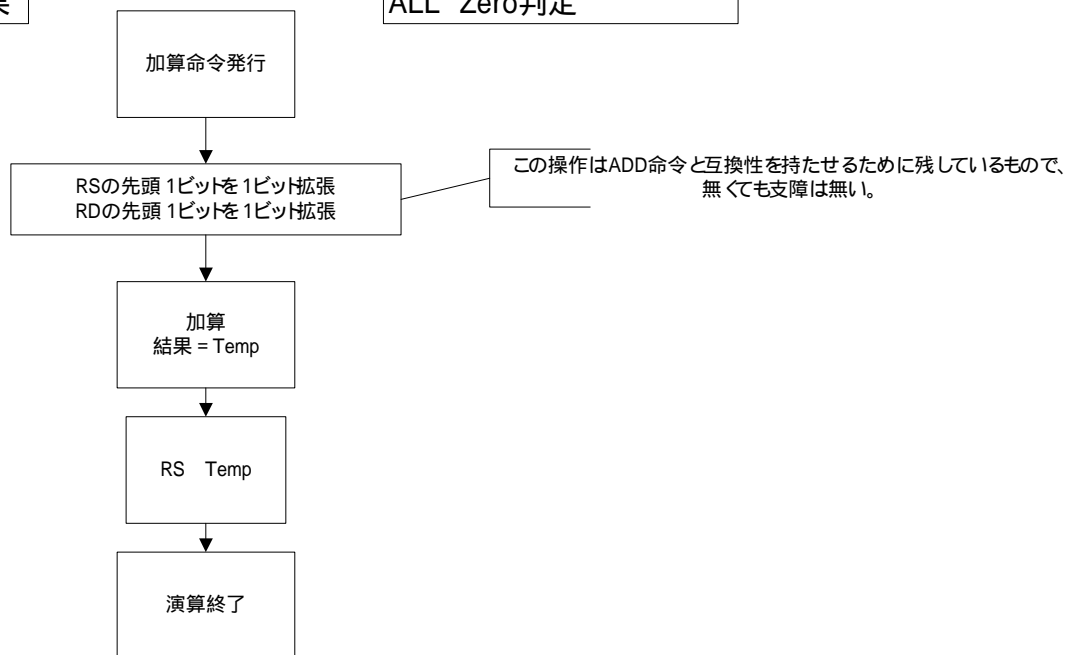 ALL Zero判定
加算命令発行
RSの先頭1ビットを1ビット拡張
RDの先頭1ビットを1ビット拡張
この操作はADD命令と互換性を持たせるために残しているもので、
無くても支障は無い。
加算
結果 = Temp
RS Temp
演算終了